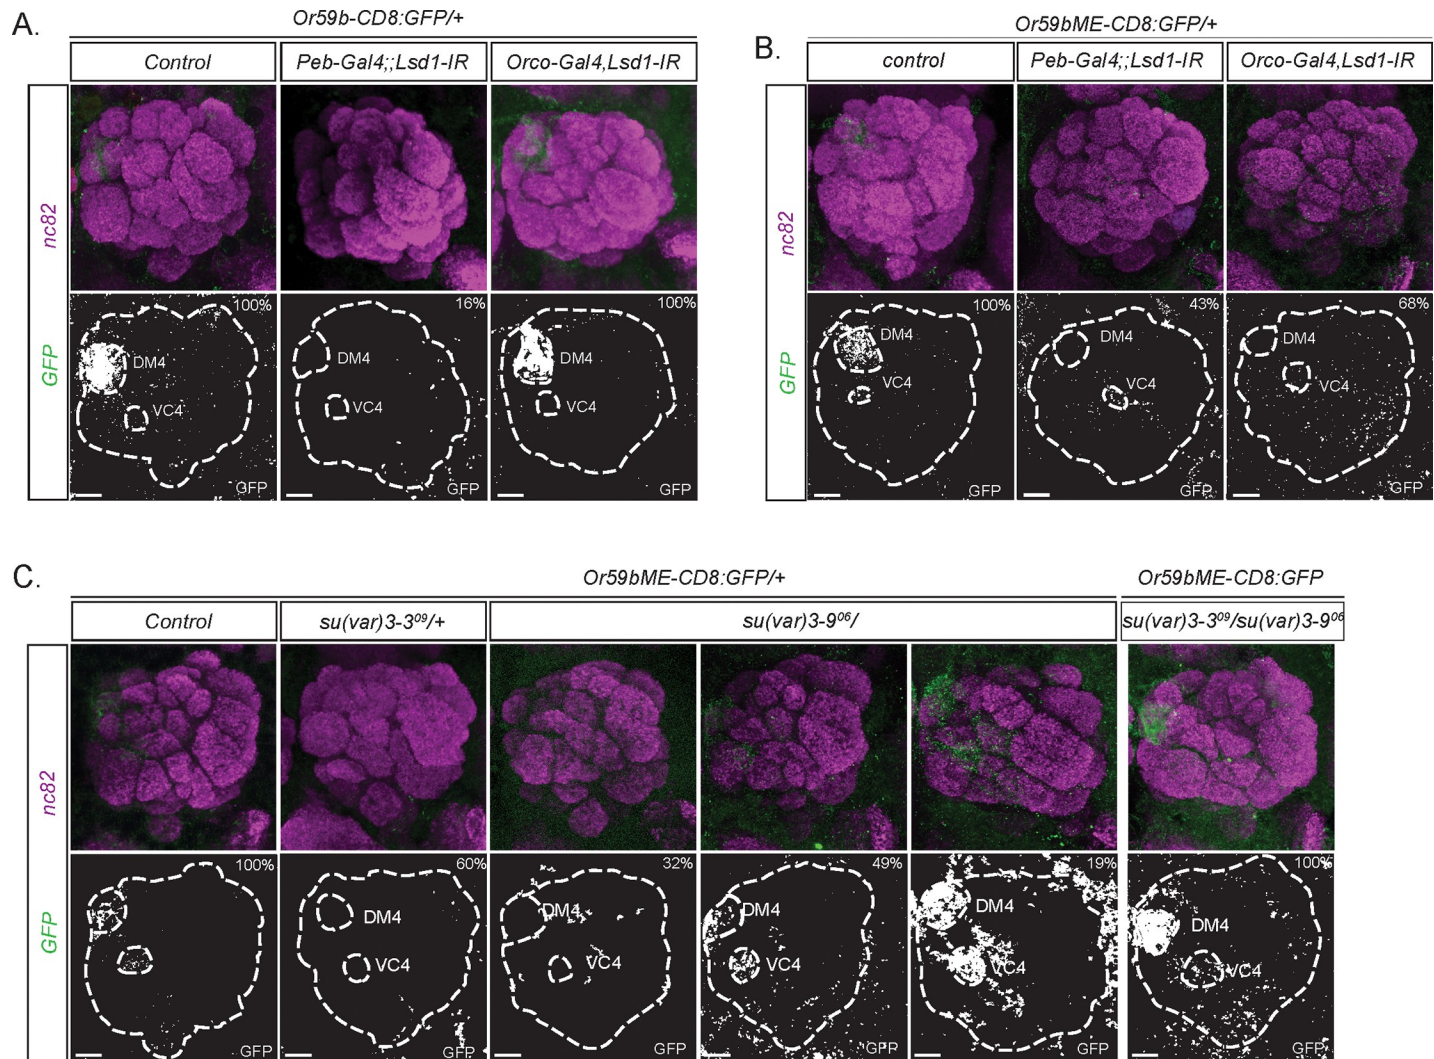 A.
Or59b-CD8:GFP/+
Control
Peb-Gal4;;Lsd1-IR
Orco-Gal4,Lsd1-IR
nc82
GFP
100%
DM4
VC4
GFP
16%
DM4
VC4
GFP
100%
DM4
VC4
GFP
B.
Or59bME-CD8:GFP/+
control
Peb-Gal4;;Lsd1-IR
Orco-Gal4,Lsd1-IR
nc82
GFP
100%
DM4
VC4
GFP
43%
DM4
VC4
GFP
68%
DM4
VC4
GFP
C.
Or59bME-CD8:GFP/+
Or59bME-CD8:GFP
Control
su(var)3-3⁰⁹/+
su(var)3-9⁰⁶/
su(var)3-3⁰⁹/su(var)3-9⁰⁶
nc82
GFP
100%
GFP
60%
DM4
VC4
GFP
32%
DM4
VC4
GFP
49%
DM4
VC4
GFP
19%
DM4
VC4
GFP
100%
DM4
VC4
GFP